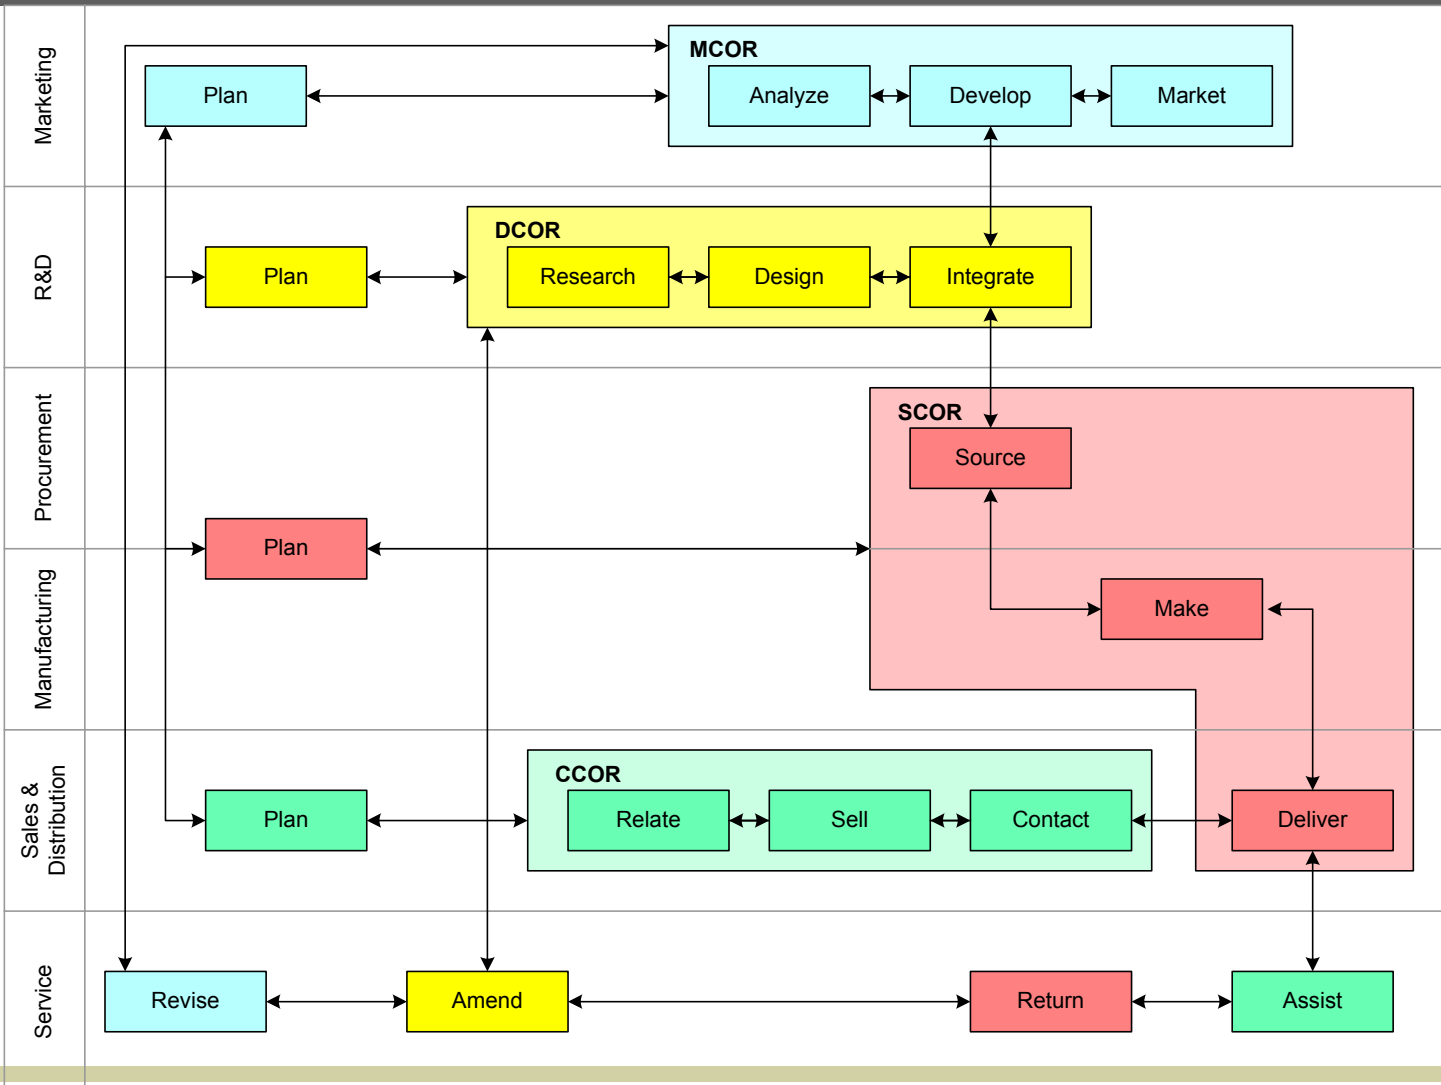 Marketing
MCOR
Plan
Analyze
Develop
Market
R&D
DCOR
Plan
Research
Design
Integrate
Procurement
SCOR
Source
Plan
Manufacturing
Make
Sales &
Distribution
CCOR
Plan
Relate
Sell
Contact
Deliver
Service
Revise
Amend
Return
Assist